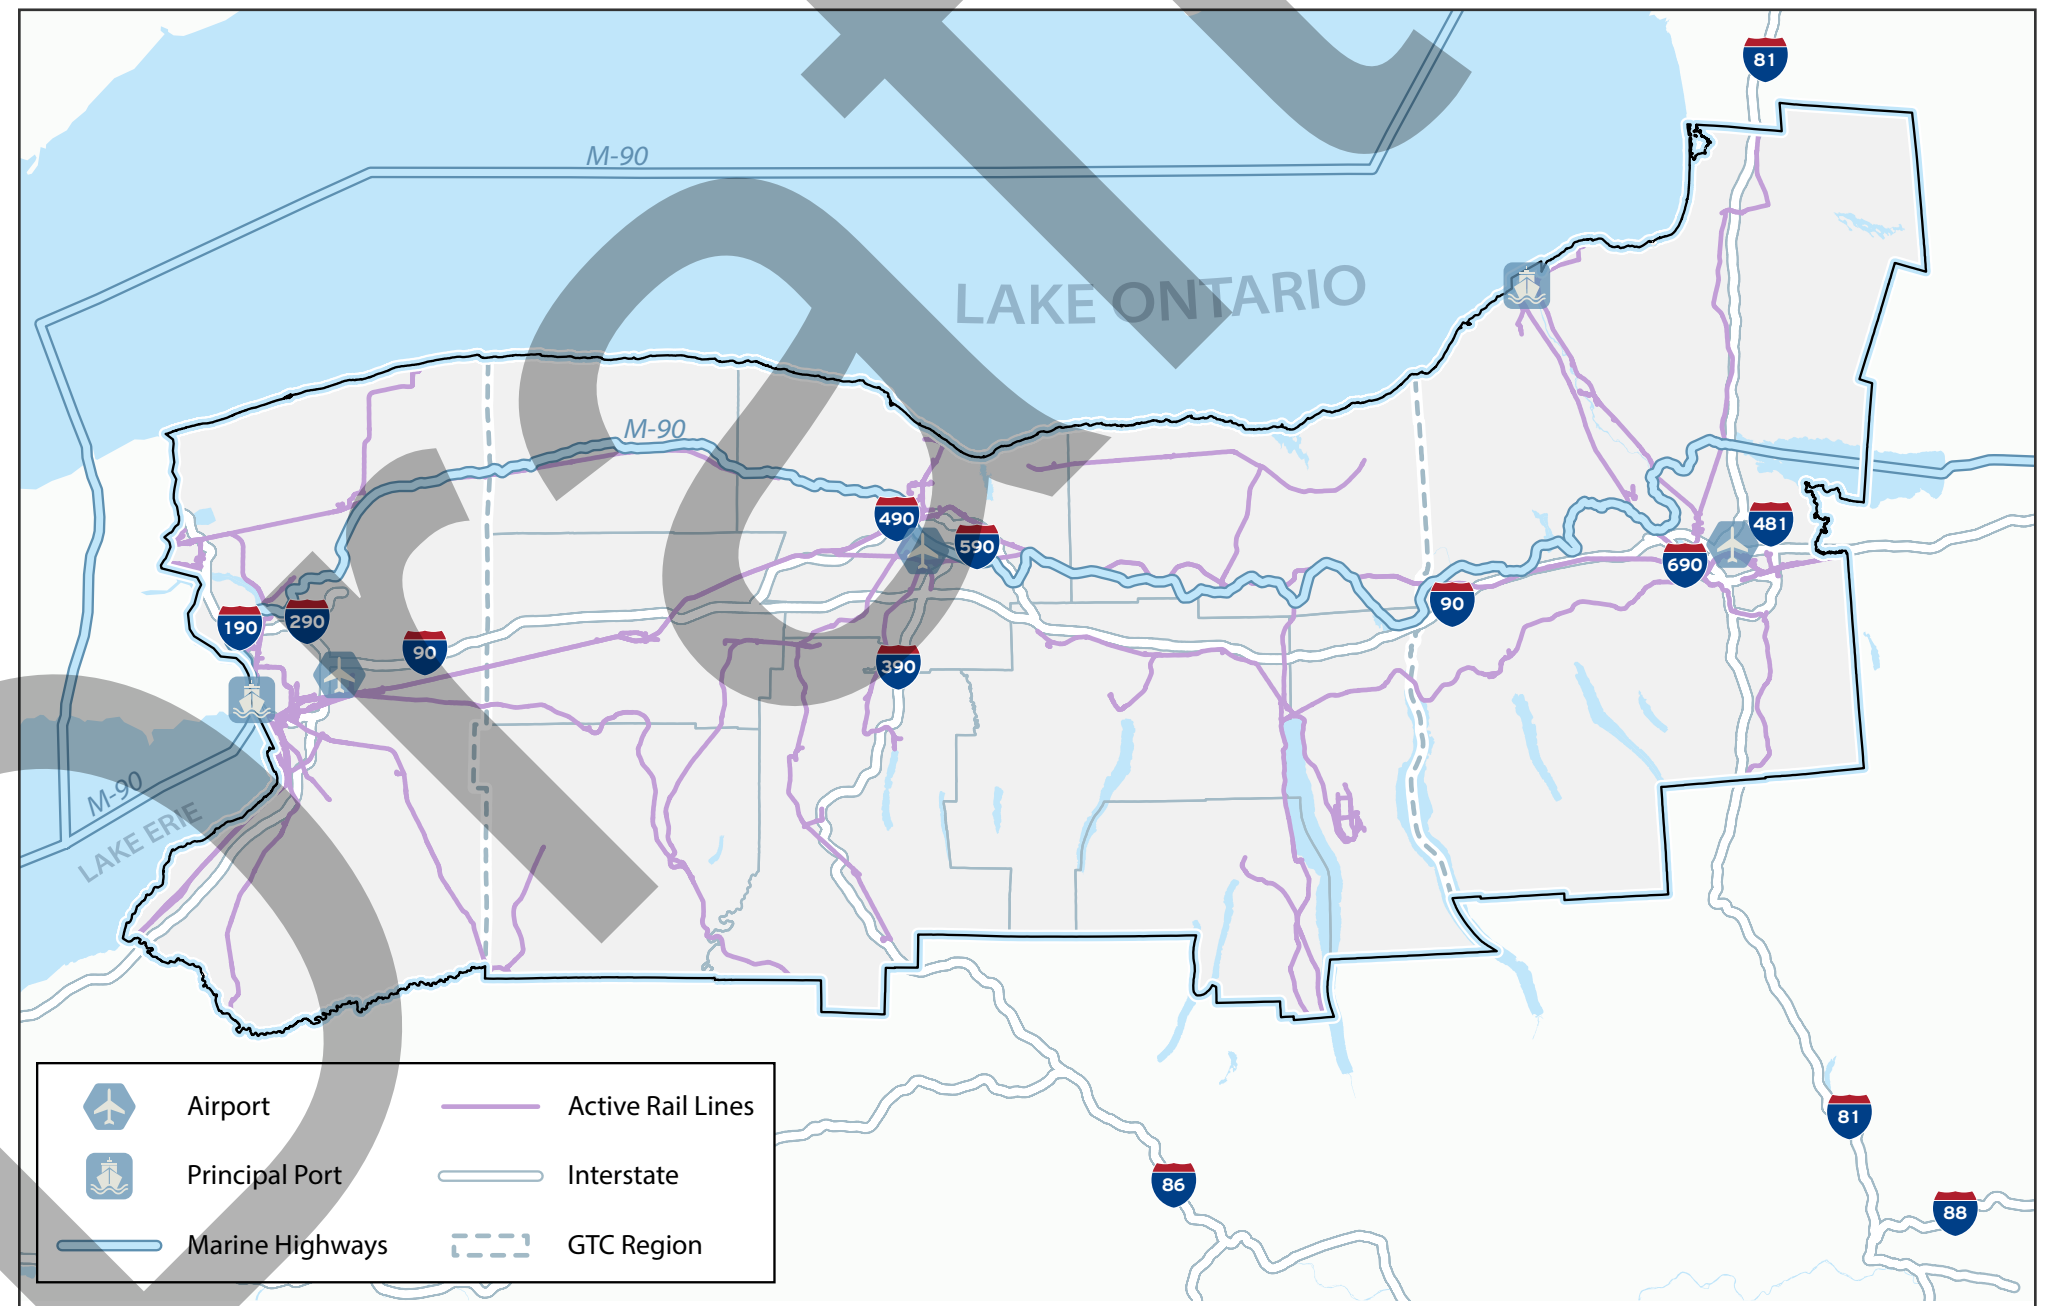 81
M-90
LAKE ONTARIO
M-90
490
590
481
690
90
190
290
90
390
M-90
LAKE ERIE
Draft
81
86
88
Airport
Active Rail Lines
Principal Port
Interstate
Marine Highways
GTC Region